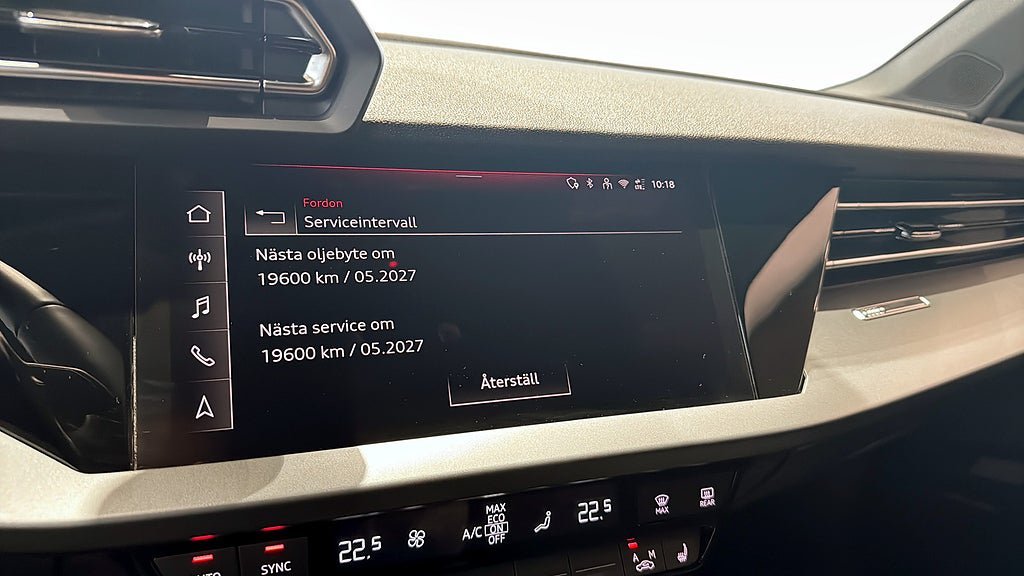 10:18
Fordon
Serviceintervall
Nästa oljebyte om
19600 km / 05.2027
Nästa service om
19600 km / 05.2027
Återställ
22.5
A/C
MAX
ECO
ON
OFF
22.5
MAX
REAR
SYNC
A M